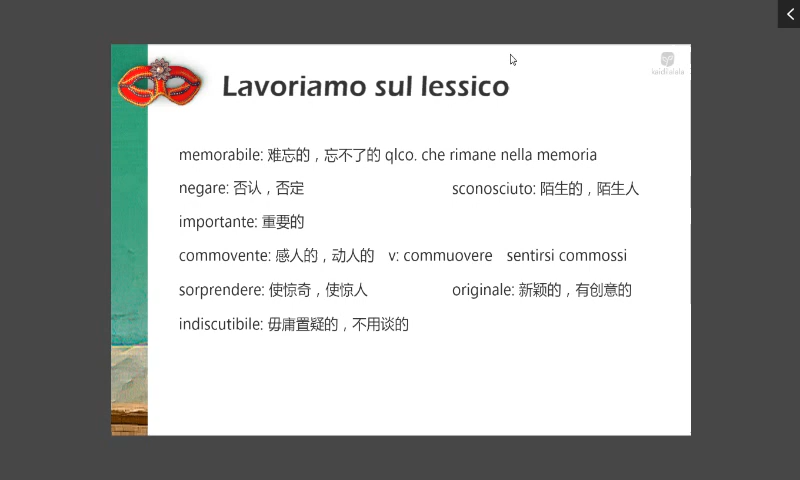 Lavoriamo sul lessico
kaidilalala
memorabile: 难忘的，忘不了的 qlco. che rimane nella memoria
negare: 否认，否定 sconosciuto: 陌生的，陌生人
importante: 重要的
commovente: 感人的，动人的 v: commuovere sentirsi commossi
sorprendere: 使惊奇，使惊人 originale: 新颖的，有创意的
indiscutibile: 毋庸置疑的，不用谈的